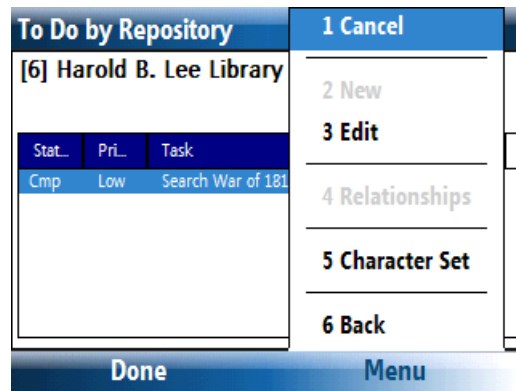 To Do by Repository
[6] Harold B. Lee Library
Stat... Pri... Task
Cmp Low Search War of 181
1 Cancel
2 New
3 Edit
4 Relationships
5 Character Set
6 Back
Done Menu